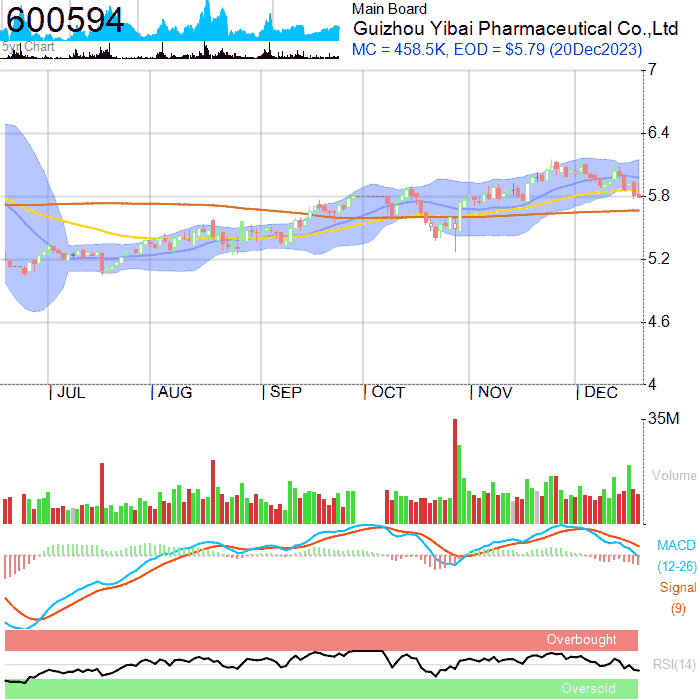 600594
5yr Chart
Main Board
Guizhou Yibai Pharmaceutical Co.,Ltd
MC = 458.5K, EOD = $5.79 (20Dec2023)
7
6.4
5.8
5.2
4.6
4
JUL AUG SEP OCT NOV DEC
35M
Volume
MACD
(12-26)
Signal
(9)
Overbought
RSI(14)
Oversold